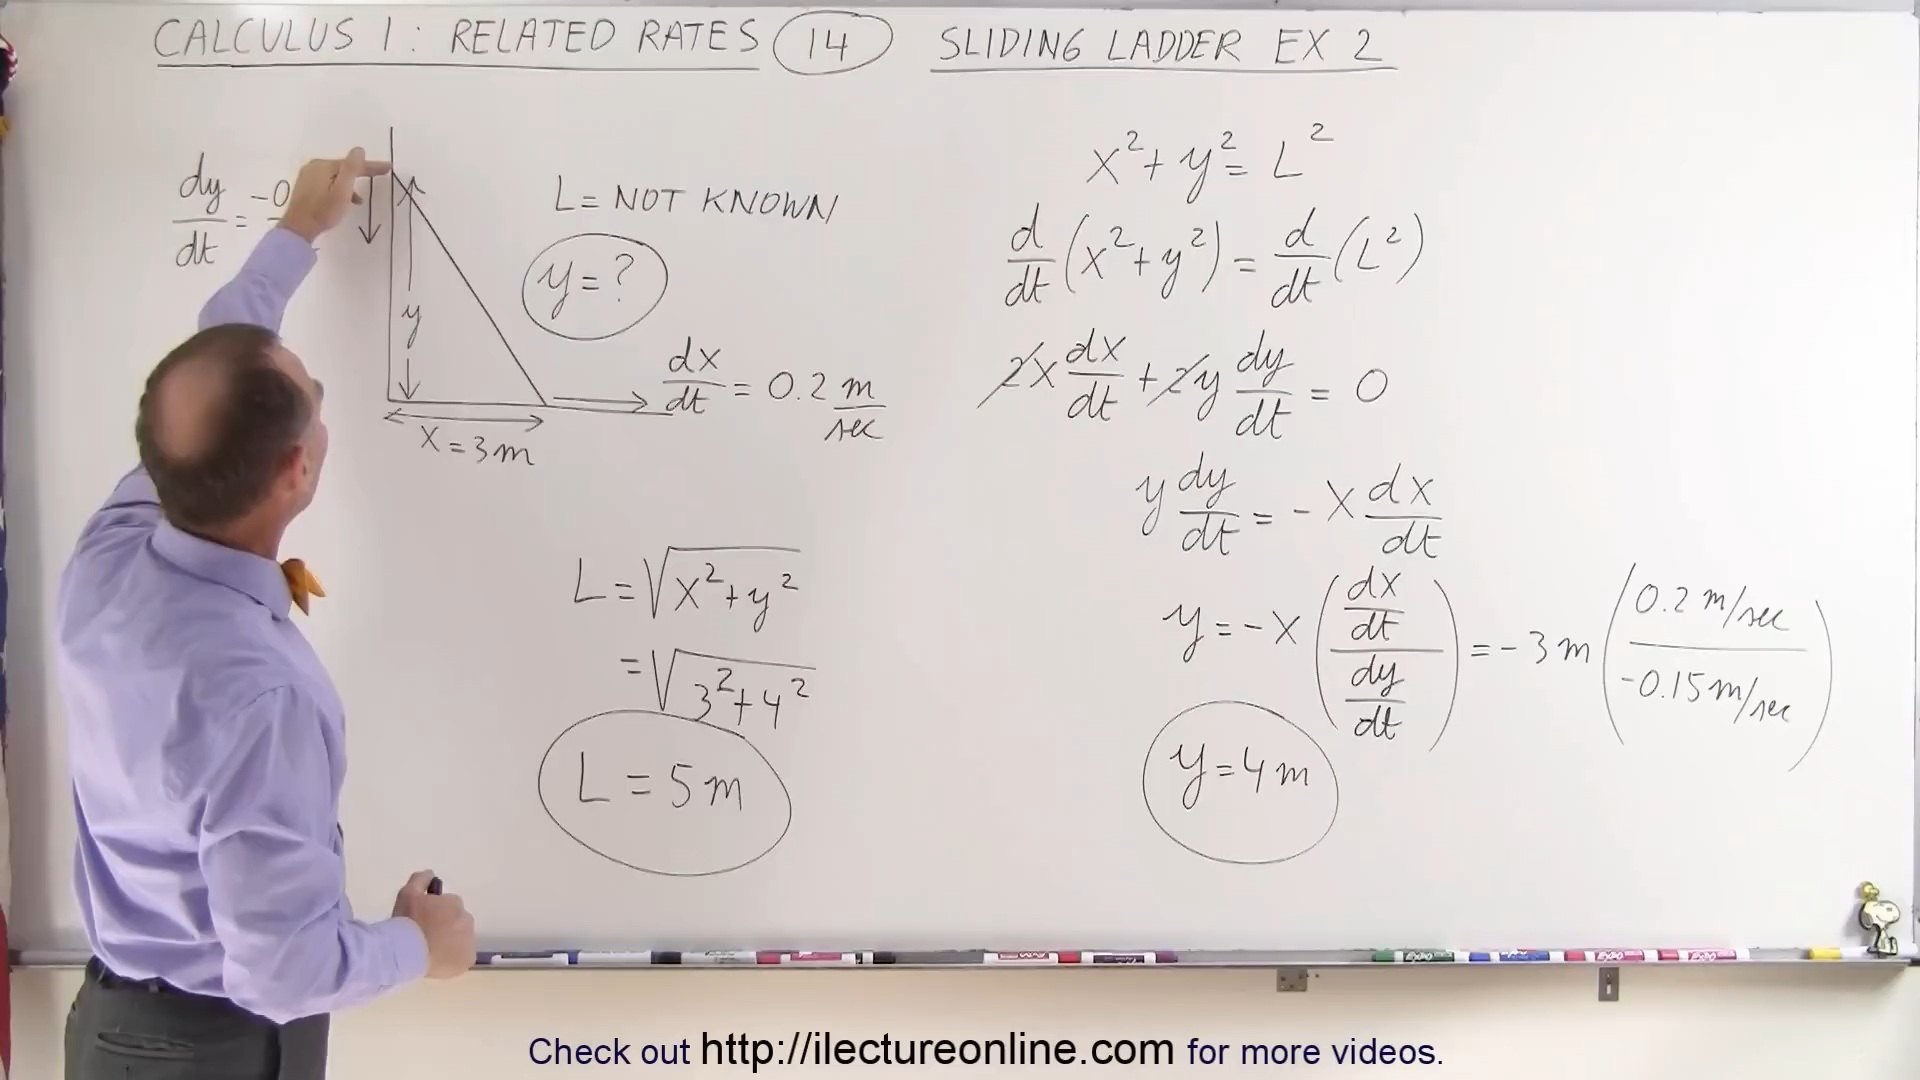 CALCULUS 1: RELATED RATES 14 SLIDING LADDER EX 2
dy/dt = -0
L = NOT KNOWN
y = ?
y
dx/dt = 0.2 m/sec
x = 3m
L = √(x² + y²)
= √(3² + 4²)
L = 5m
x² + y² = L²
d/dt (x² + y²) = d/dt (L²)
2x dx/dt + 2y dy/dt = 0
y dy/dt = - x dx/dt
y = - x ((dx/dt)/(dy/dt)) = - 3m (0.2 m/sec / -0.15 m/sec)
y = 4m
Check out http://ilectureonline.com for more videos.